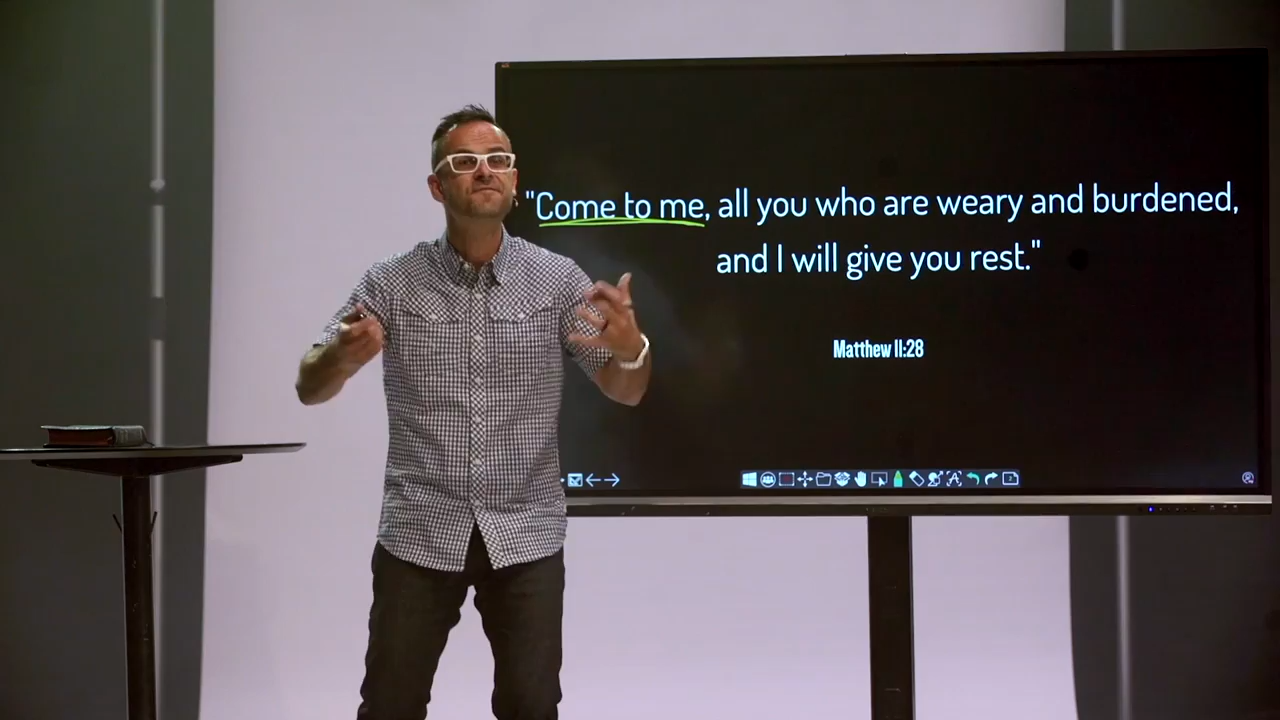 "Come to me, all you who are weary and burdened,
and I will give you rest."
Matthew 11:28